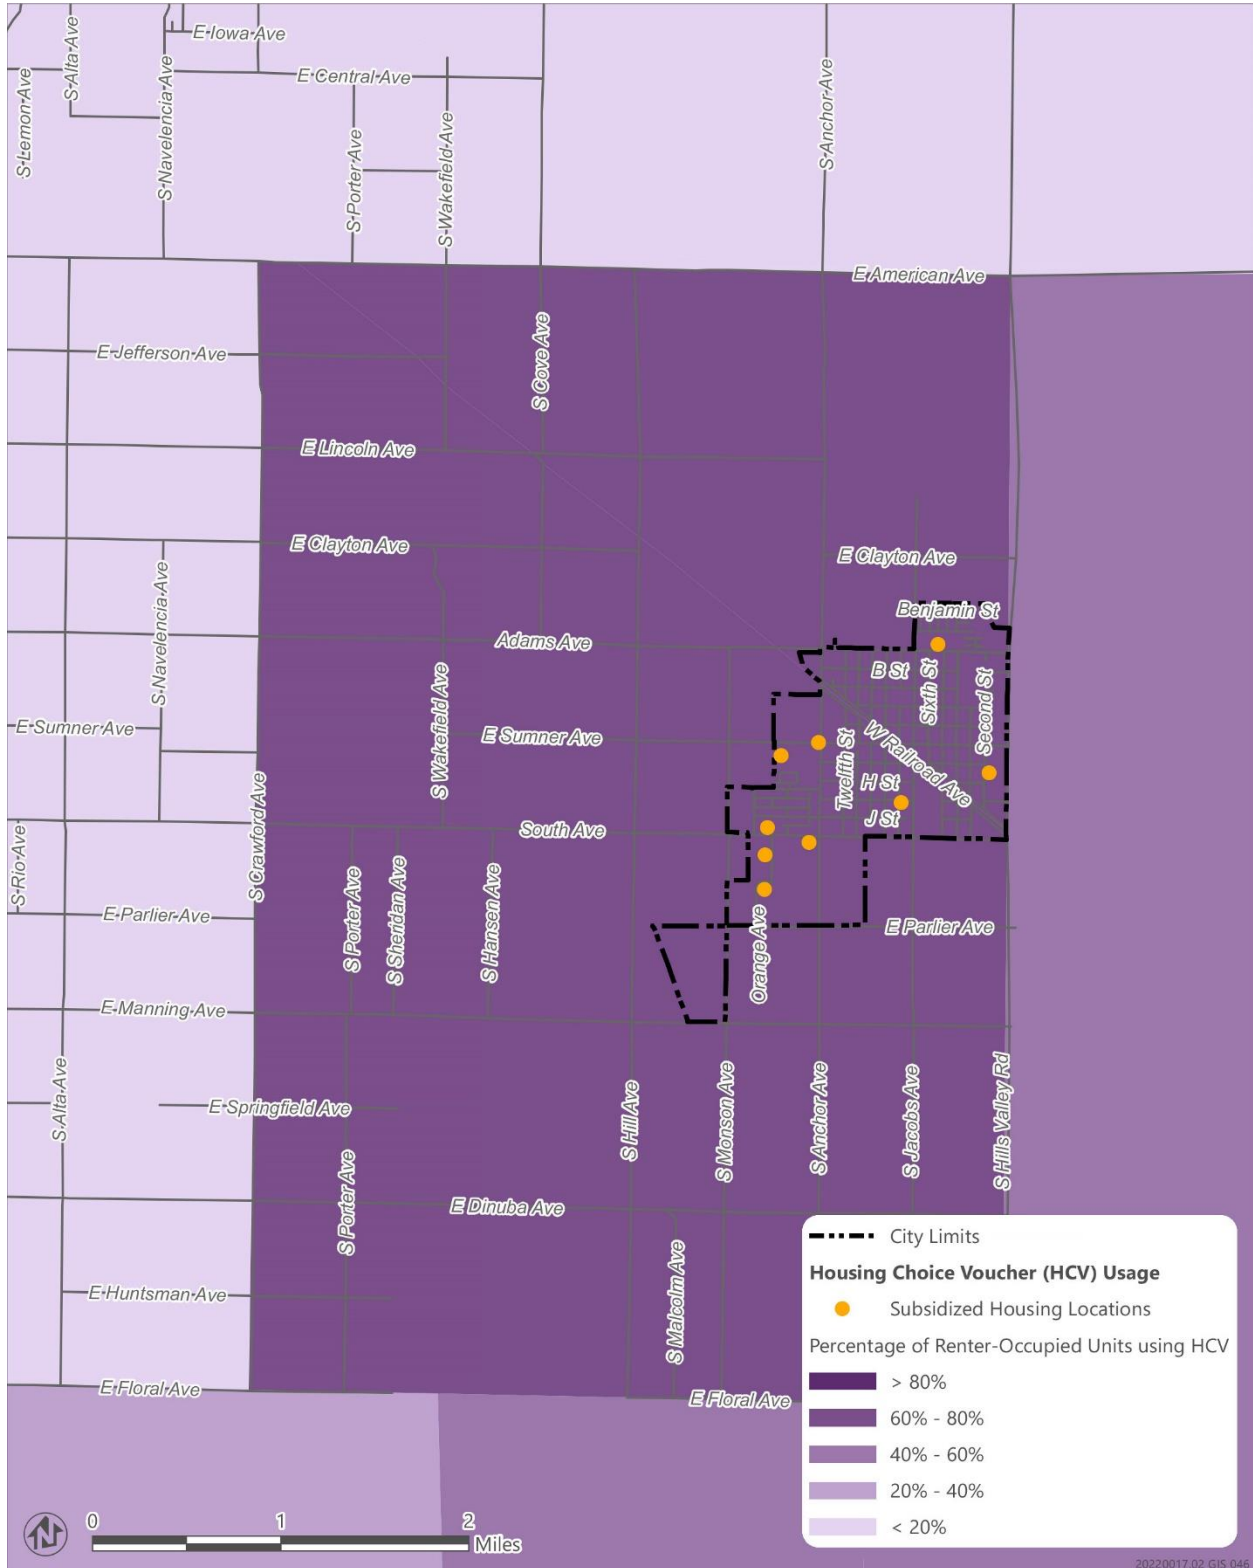 E Iowa Ave
S Alta Ave
S Lemon Ave
S Navelencia Ave
E Central Ave
S Porter Ave
S Wakefield Ave
S Anchor Ave
E American Ave
E Jefferson Ave
S Cove Ave
E Lincoln Ave
E Clayton Ave
E Clayton Ave
S Navelencia Ave
Benjamin St
Adams Ave
B St
Sixth St
Second St
S Wakefield Ave
E Sumner Ave
E Sumner Ave
Twelfth St
W Railroad Ave
H St
J St
S Crawford Ave
South Ave
S Rio Ave
E Parlier Ave
S Porter Ave
S Sheridan Ave
S Hansen Ave
Orange Ave
E Parlier Ave
E Manning Ave
S Alta Ave
E Springfield Ave
S Hill Ave
S Monson Ave
S Anchor Ave
S Jacobs Ave
S Hills Valley Rd
S Porter Ave
E Dinuba Ave
S Malcolm Ave
E Huntsman Ave
E Floral Ave
E Floral Ave
City Limits
Housing Choice Voucher (HCV) Usage
Subsidized Housing Locations
Percentage of Renter-Occupied Units using HCV
> 80%
60% - 80%
40% - 60%
20% - 40%
< 20%
N
0 1 2
Miles
20220017.02 GIS 046